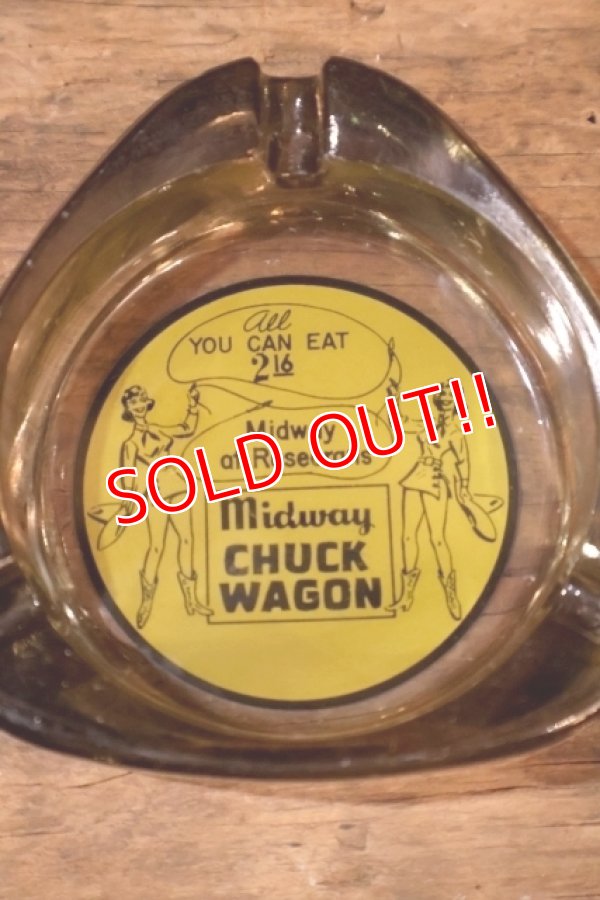 All
YOU CAN EAT
2 16
Midway
at Rosecrans
Midway
CHUCK
WAGON
SOLD OUT!!